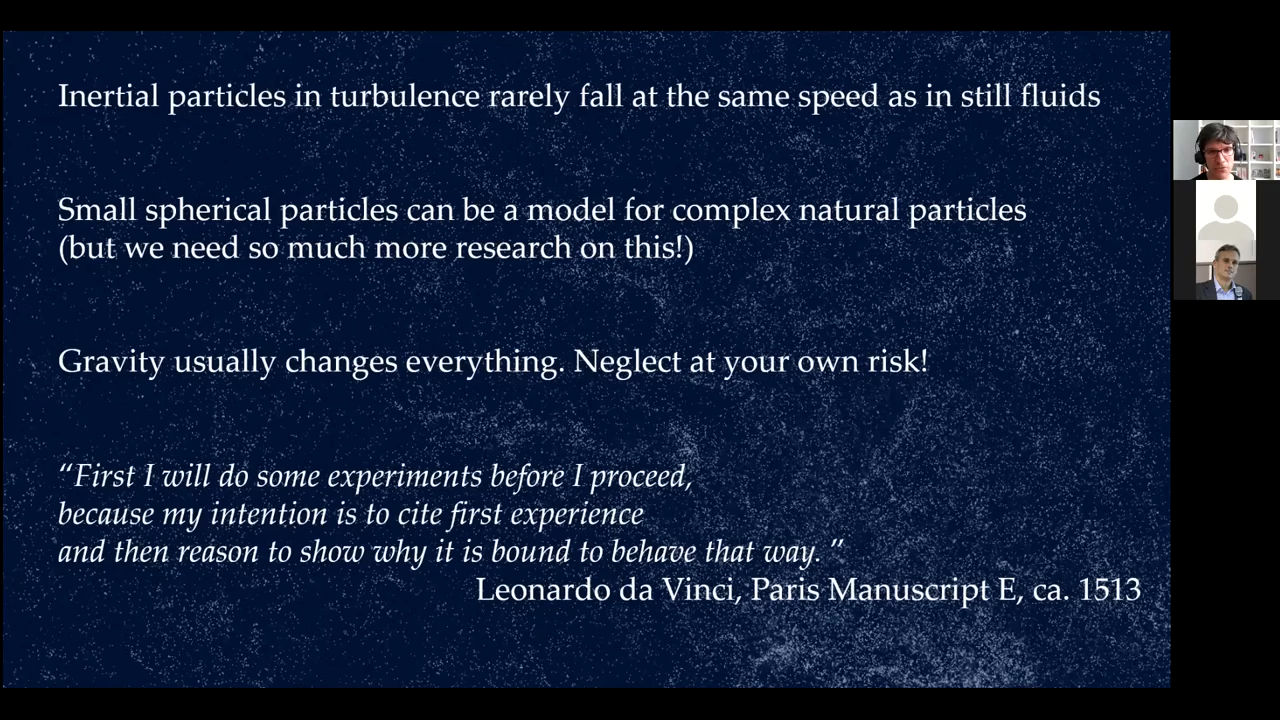 Inertial particles in turbulence rarely fall at the same speed as in still fluids
Small spherical particles can be a model for complex natural particles
(but we need so much more research on this!)
Gravity usually changes everything. Neglect at your own risk!
“First I will do some experiments before I proceed,
because my intention is to cite first experience
and then reason to show why it is bound to behave that way. ”
Leonardo da Vinci, Paris Manuscript E, ca. 1513